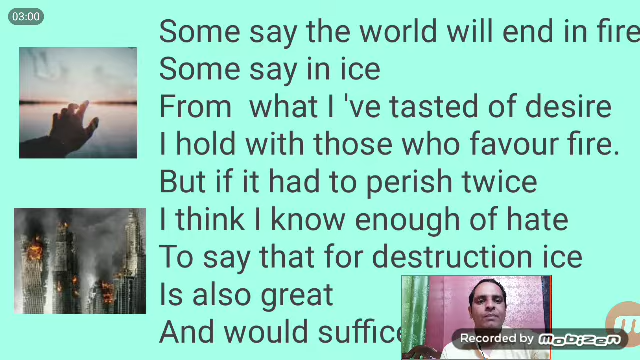 03:00
Some say the world will end in fire
Some say in ice
From  what I 've tasted of desire
I hold with those who favour fire.
But if it had to perish twice
I think I know enough of hate
To say that for destruction ice
Is also great
And would suffice
Recorded by mobizen